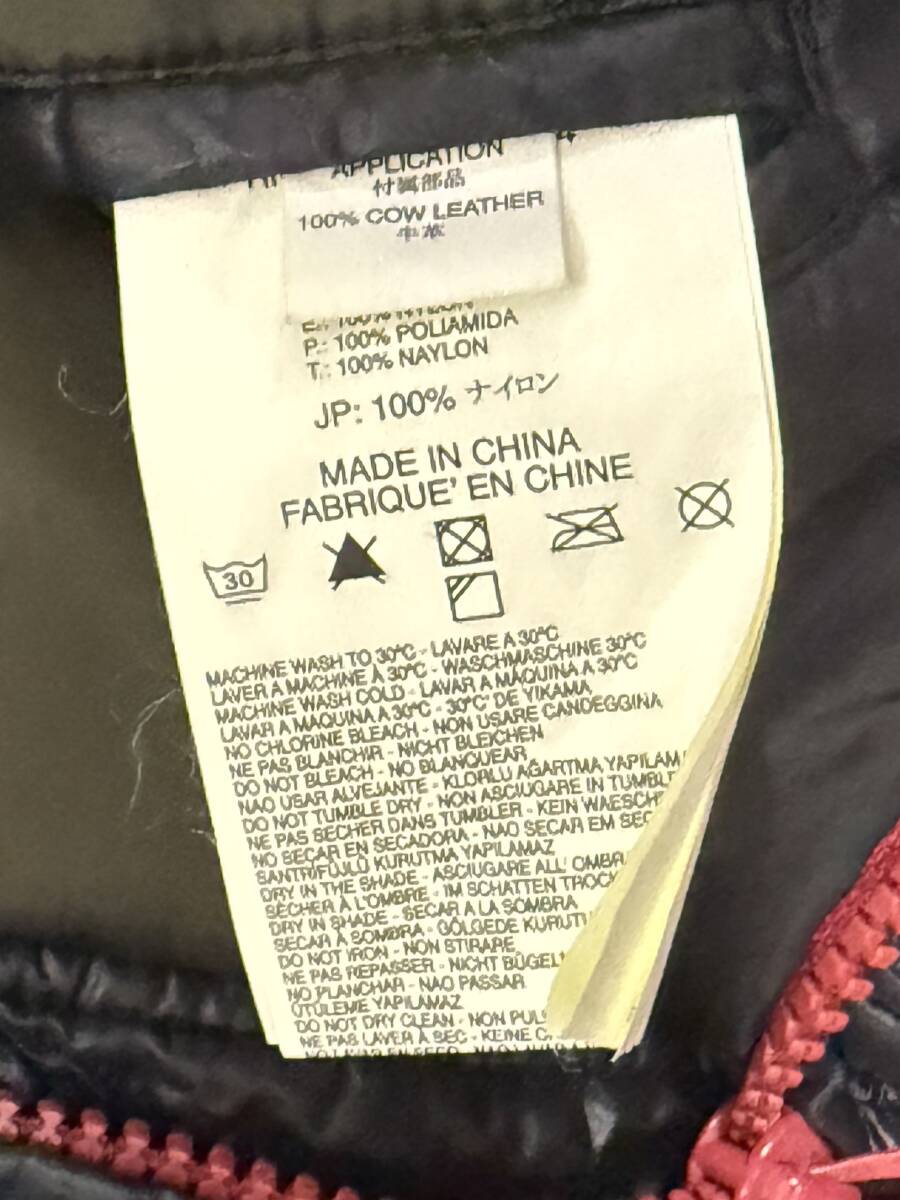 APPLICATION
付属部品
100% COW LEATHER
牛革
P.: 100% POLIAMIDA
T.: 100% NAYLON
JP: 100% ナイロン
MADE IN CHINA
FABRIQUE' EN CHINE
30
MACHINE WASH TO 30°C - LAVARE A 30°C
LAVER A MACHINE A 30°C - WASCHMASCHINE 30°C
MACHINE WASH COLD - LAVAR A MAQUINA A 30°C
LAVAR A MAQUINA A 30°C - 30°C' DE YIKAMA
NO CHLORINE BLEACH - NON USARE CANDEGGINA
NE PAS BLANCHIR - NICHT BLEICHEN
DO NOT BLEACH - NO BLANQUEAR
NAO USAR ALVEJANTE - KLORLU AGARTMA YAPILAM
DO NOT TUMBLE DRY - NON ASCIUGARE IN TUMBLE
NE PAS SECHER DANS TUMBLER - KEIN WAESCH
NO SECAR EN SECADORA - NAO SECAR EM SEC
SANTRIFÜJLÜ KURUTMA YAPILAMAZ
DRY IN THE SHADE - ASCIUGARE ALL' OMBR
SECHER À L'OMBRE - IM SCHATTEN TROCK
DRY IN SHADE - SECAR A LA SOMBRA
SECAR À SOMBRA - GÖLGEDE KURUTU
DO NOT IRON - NON STIRARE
NE PAS REPASSER - NICHT BÜGEL
NO PLANCHAR - NAO PASSAR
ÜTÜLEME YAPILAMAZ
DO NOT DRY CLEAN - NON PUL
NE PAS LAVER A SEC - KEINE C